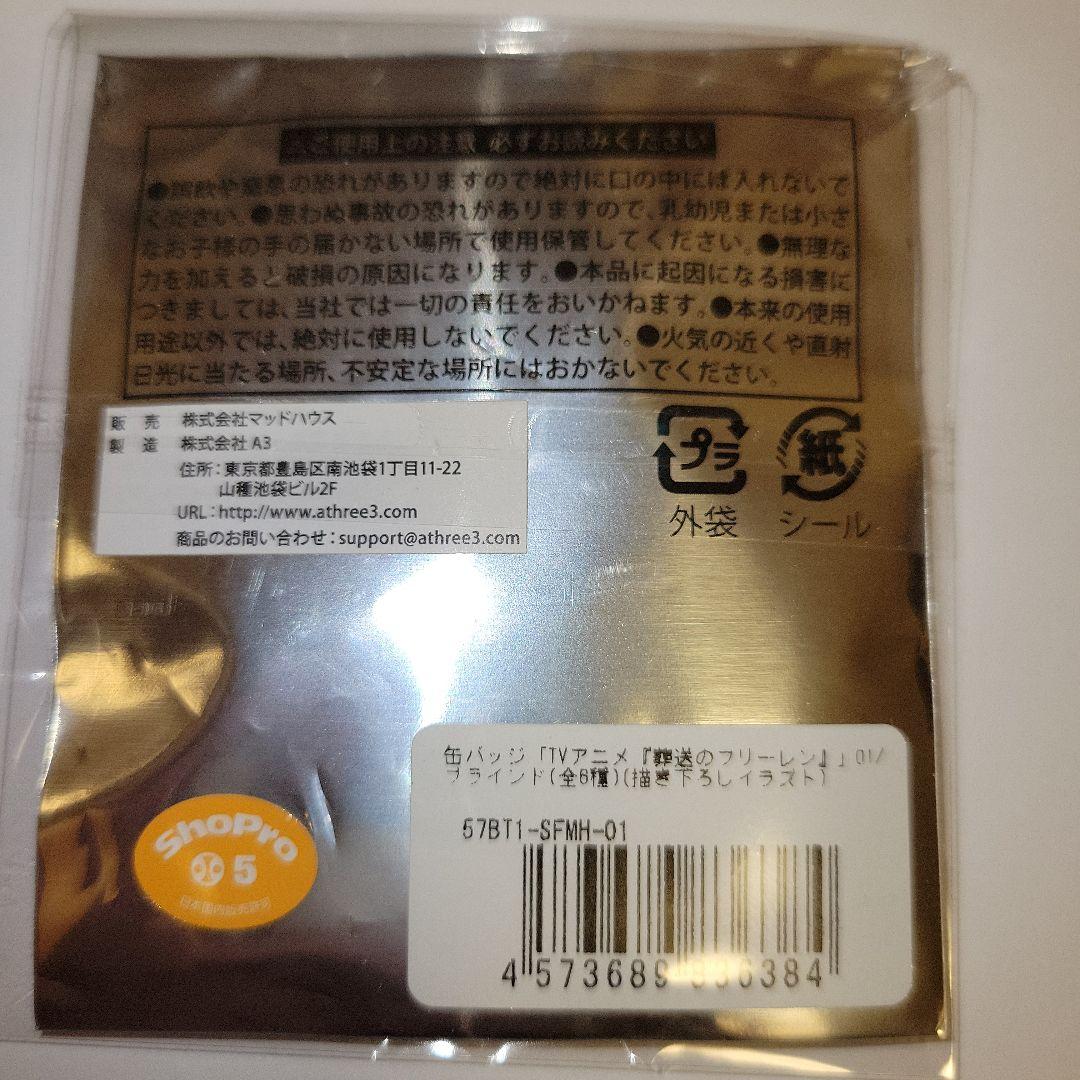 ご使用上の注意 必ずお読みください
●誤飲や窒息の恐れがありますので絶対に口の中には入れないで
ください。●思わぬ事故の恐れがありますので、乳幼児または小さ
なお子様の手の届かない場所で使用保管してください。●無理な
力を加えると破損の原因になります。●本品に起因になる損害に
つきましては、当社では一切の責任をおいかねます。●本来の使用
用途以外では、絶対に使用しないでください。●火気の近くや直射
日光に当たる場所、不安定な場所にはおかないでください。
販売 株式会社マッドハウス
製造 株式会社 A3
住所：東京都豊島区南池袋1丁目11-22
山種池袋ビル2F
URL：http://www.athree3.com
商品のお問い合わせ：support@athree3.com
プラ
外袋
紙
シール
缶バッジ「TVアニメ『葬送のフリーレン』」01/
ブラインド(全6種)(描き下ろしイラスト)
57BT1-SFMH-01
4 573689 836384
ShoPro
5
日本国内販売許可